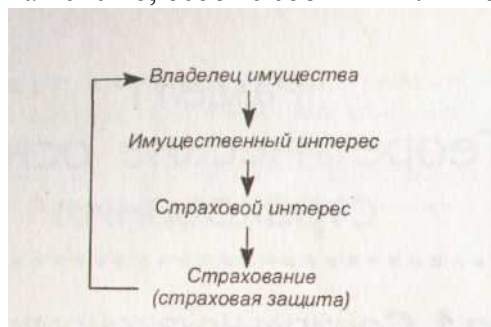 Владелец имущества
Имущественный интерес
Страховой интерес
Страхование
(страховая защита)